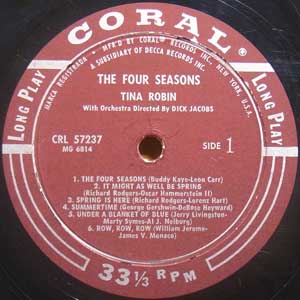 CORAL
MARCA REGISTRADA • MF'D BY CORAL® RECORDS, INC., NEW YORK, U.S.A.
A SUBSIDIARY OF DECCA RECORDS INC.
LONG PLAY
LONG PLAY
THE FOUR SEASONS
TINA ROBIN
With Orchestra Directed By DICK JACOBS
CRL 57237
MG 6814
SIDE 1
1. THE FOUR SEASONS (Buddy Kaye-Leon Carr)
2. IT MIGHT AS WELL BE SPRING
(Richard Rodgers-Oscar Hammerstein II)
3. SPRING IS HERE (Richard Rodgers-Lorenz Hart)
4. SUMMERTIME (George Gershwin-DeBose Heyward)
5. UNDER A BLANKET OF BLUE (Jerry Livingston-
Marty Symes-Al J. Neiburg)
6. ROW, ROW, ROW (William Jerome-
James V. Monaco)
33 1/3 RPM